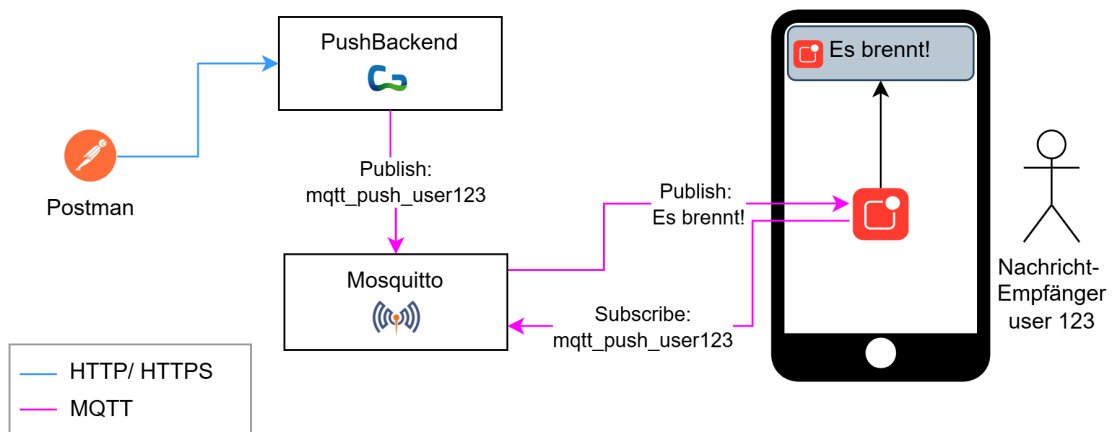 PushBackend
Es brennt!
Publish:
mqtt_push_user123
Postman
Publish:
Es brennt!
Mosquitto
Subscribe:
mqtt_push_user123
Nachricht-
Empfänger
user 123
HTTP/ HTTPS
MQTT